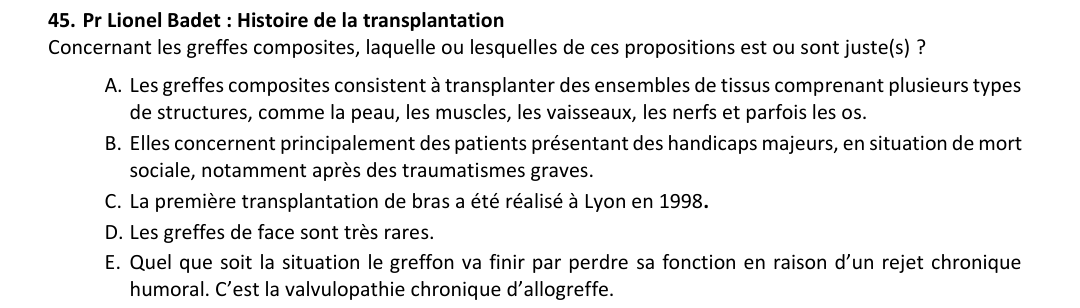 45. Pr Lionel Badet : Histoire de la transplantation
Concernant les greffes composites, laquelle ou lesquelles de ces propositions est ou sont juste(s) ?
A. Les greffes composites consistent à transplanter des ensembles de tissus comprenant plusieurs types
de structures, comme la peau, les muscles, les vaisseaux, les nerfs et parfois les os.
B. Elles concernent principalement des patients présentant des handicaps majeurs, en situation de mort
sociale, notamment après des traumatismes graves.
C. La première transplantation de bras a été réalisé à Lyon en 1998.
D. Les greffes de face sont très rares.
E. Quel que soit la situation le greffon va finir par perdre sa fonction en raison d’un rejet chronique
humoral. C’est la valvulopathie chronique d’allogreffe.